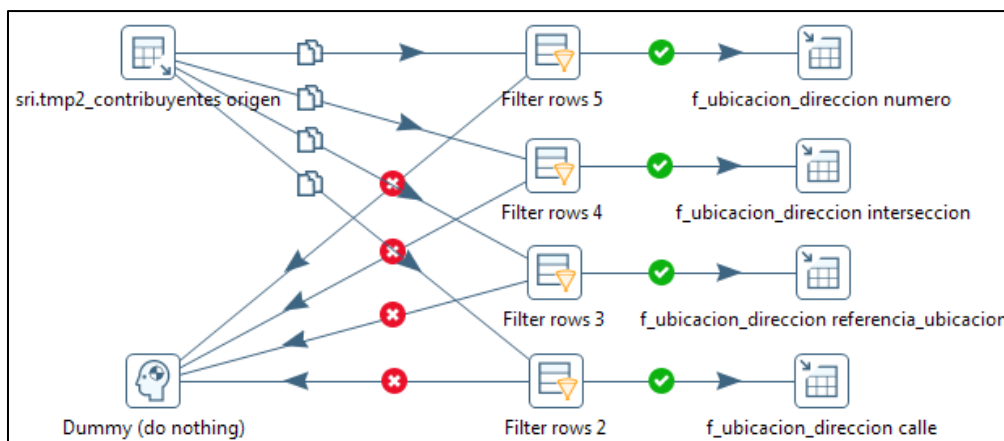 sri.tmp2_contribuyentes origen
Filter rows 5
f_ubicacion_direccion numero
Filter rows 4
f_ubicacion_direccion interseccion
Filter rows 3
f_ubicacion_direccion referencia_ubicacion
Dummy (do nothing)
Filter rows 2
f_ubicacion_direccion calle